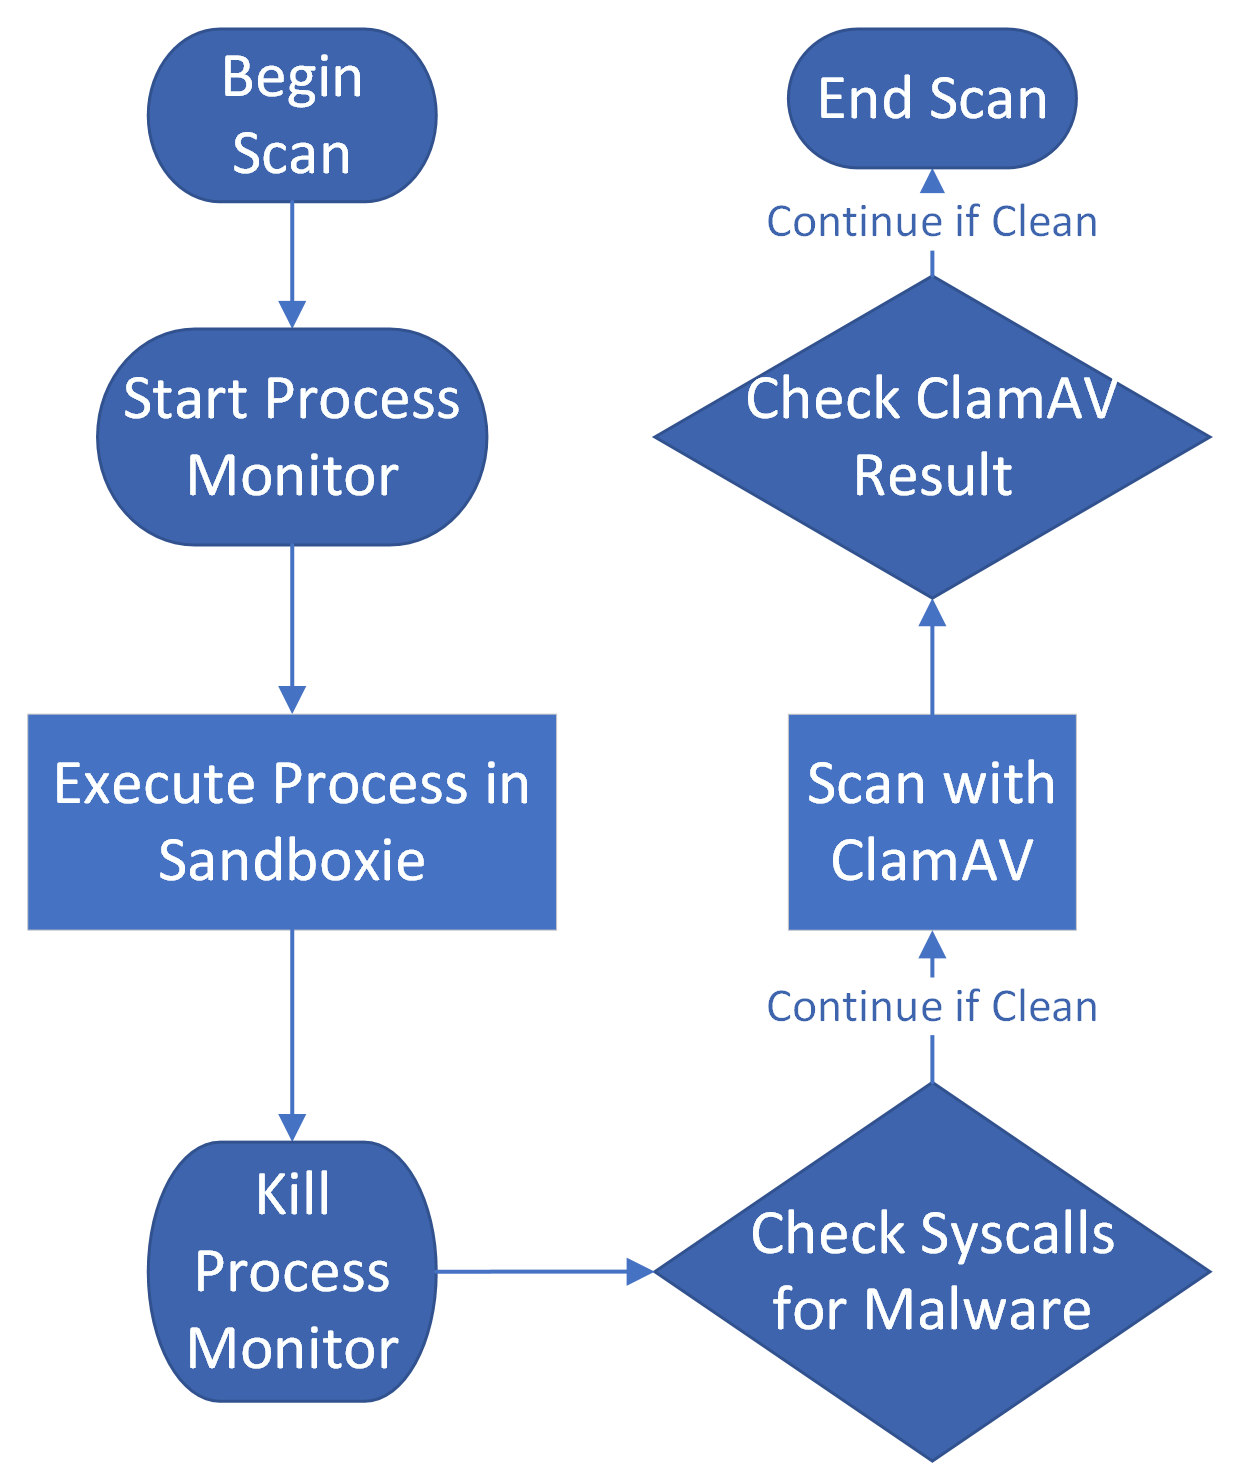 Begin
Scan
Start Process
Monitor
Execute Process in
Sandboxie
Kill
Process
Monitor
Check Syscalls
for Malware
Continue if Clean
Scan with
ClamAV
Check ClamAV
Result
Continue if Clean
End Scan